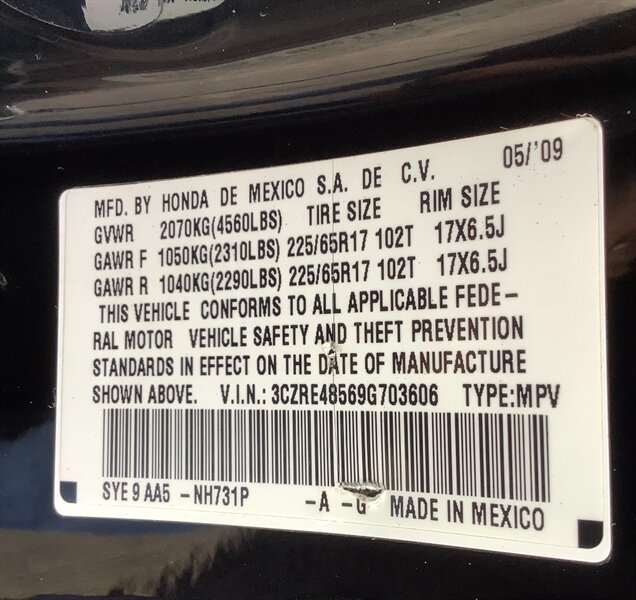 MFD. BY HONDA DE MEXICO S.A. DE C.V. 05/'09
GVWR 2070KG(4560LBS) TIRE SIZE RIM SIZE
GAWR F 1050KG(2310LBS) 225/65R17 102T 17X6.5J
GAWR R 1040KG(2290LBS) 225/65R17 102T 17X6.5J
THIS VEHICLE CONFORMS TO ALL APPLICABLE FEDE-
RAL MOTOR VEHICLE SAFETY AND THEFT PREVENTION
STANDARDS IN EFFECT ON THE DATE OF MANUFACTURE
SHOWN ABOVE. V.I.N.: 3CZRE48569G703606 TYPE:MPV
SYE 9 AA5 -NH731P -A -G MADE IN MEXICO